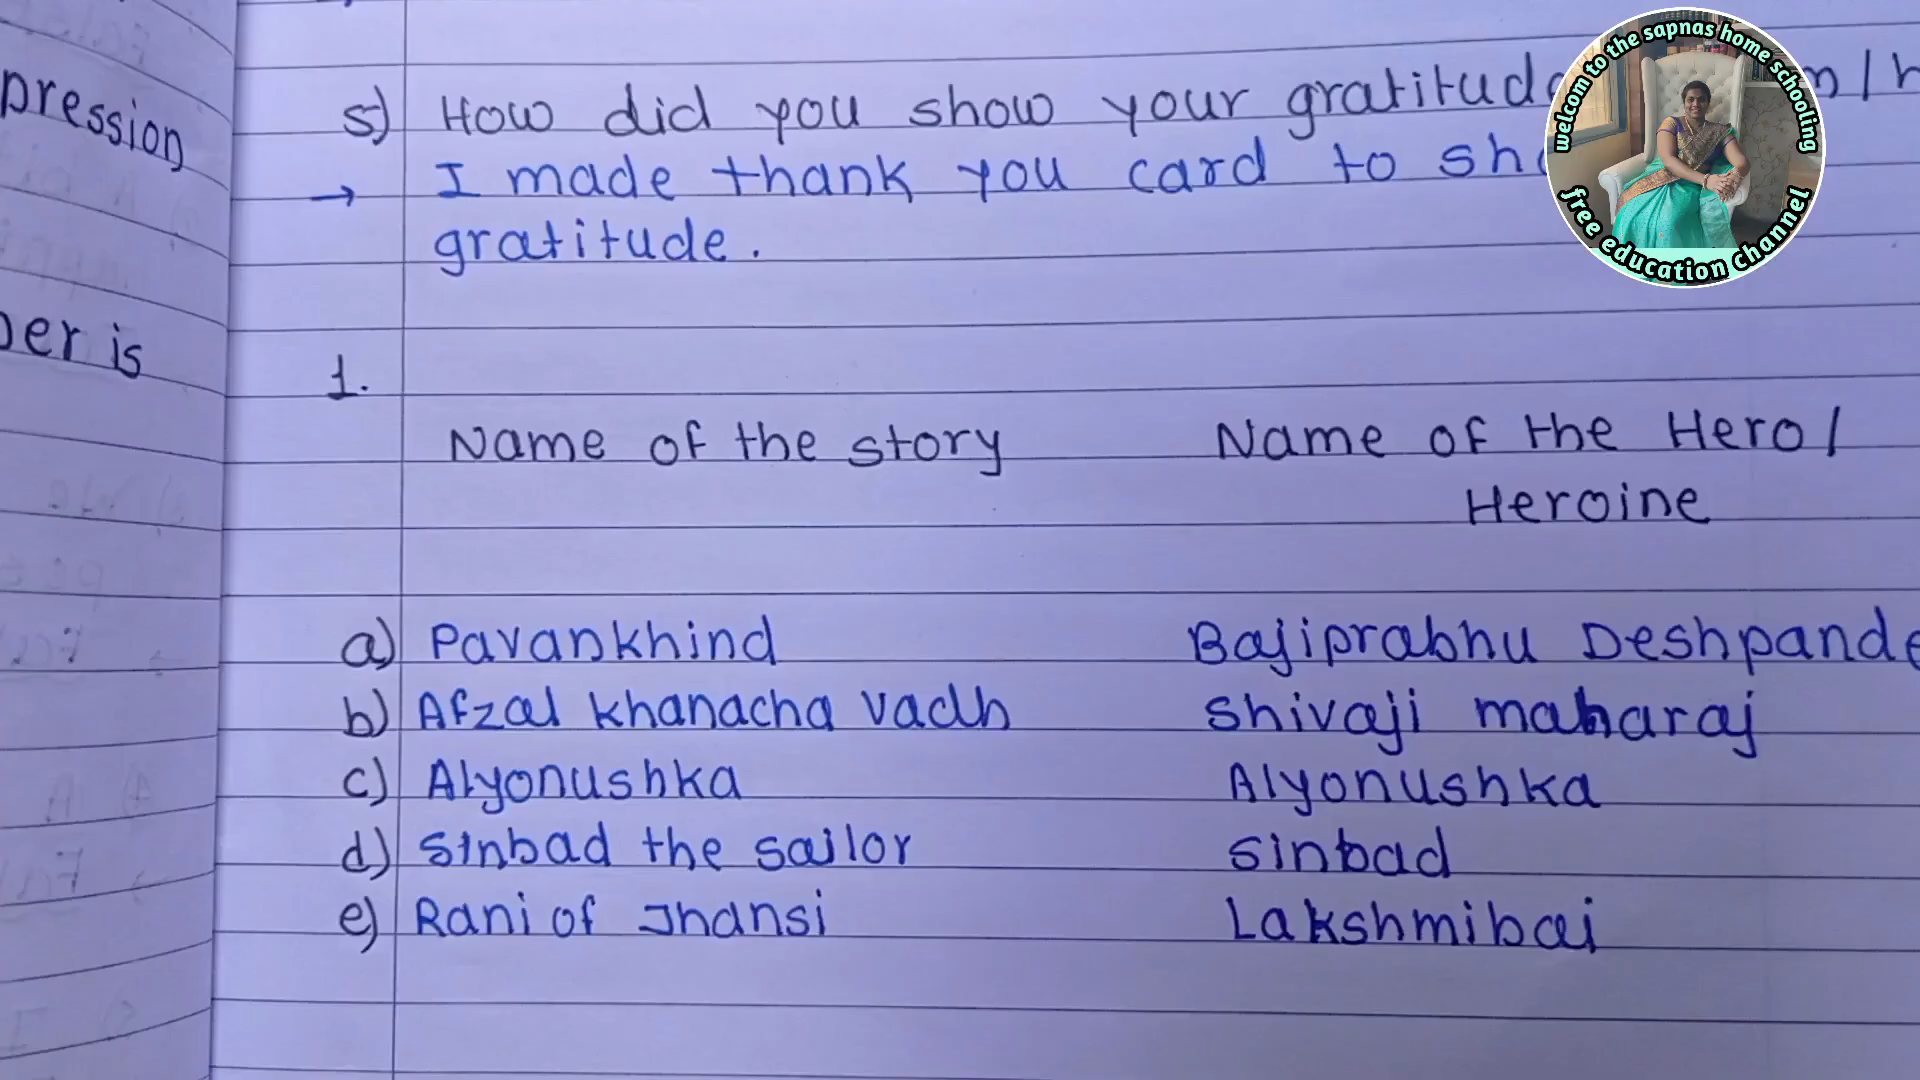 pression
per is
5) How did you show your gratitude
→ I made thank you card to
gratitude.
1.
Name of the story Name of the Hero/
Heroine
a) Pavankhind Bajiprabhu Deshpande
b) Afzal khanacha vadh Shivaji maharaj
c) Alyonushka Alyonushka
d) Sinbad the sailor Sinbad
e) Rani of Jhansi Lakshmibai
welcom to the sapnas home schooling
free education channel